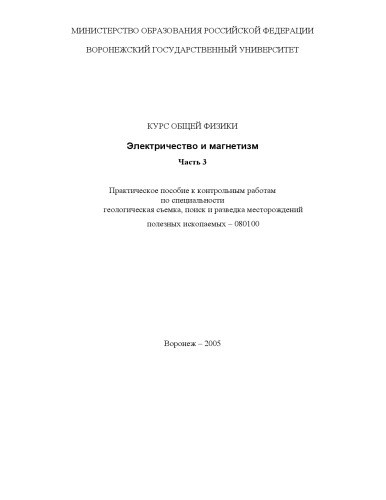 МИНИСТЕРСТВО ОБРАЗОВАНИЯ РОССИЙСКОЙ ФЕДЕРАЦИИ
ВОРОНЕЖСКИЙ ГОСУДАРСТВЕННЫЙ УНИВЕРСИТЕТ
КУРС ОБЩЕЙ ФИЗИКИ
Электричество и магнетизм
Часть 3
Практическое пособие к контрольным работам
по специальности
геологическая съемка, поиск и разведка месторождений
полезных ископаемых – 080100
Воронеж – 2005